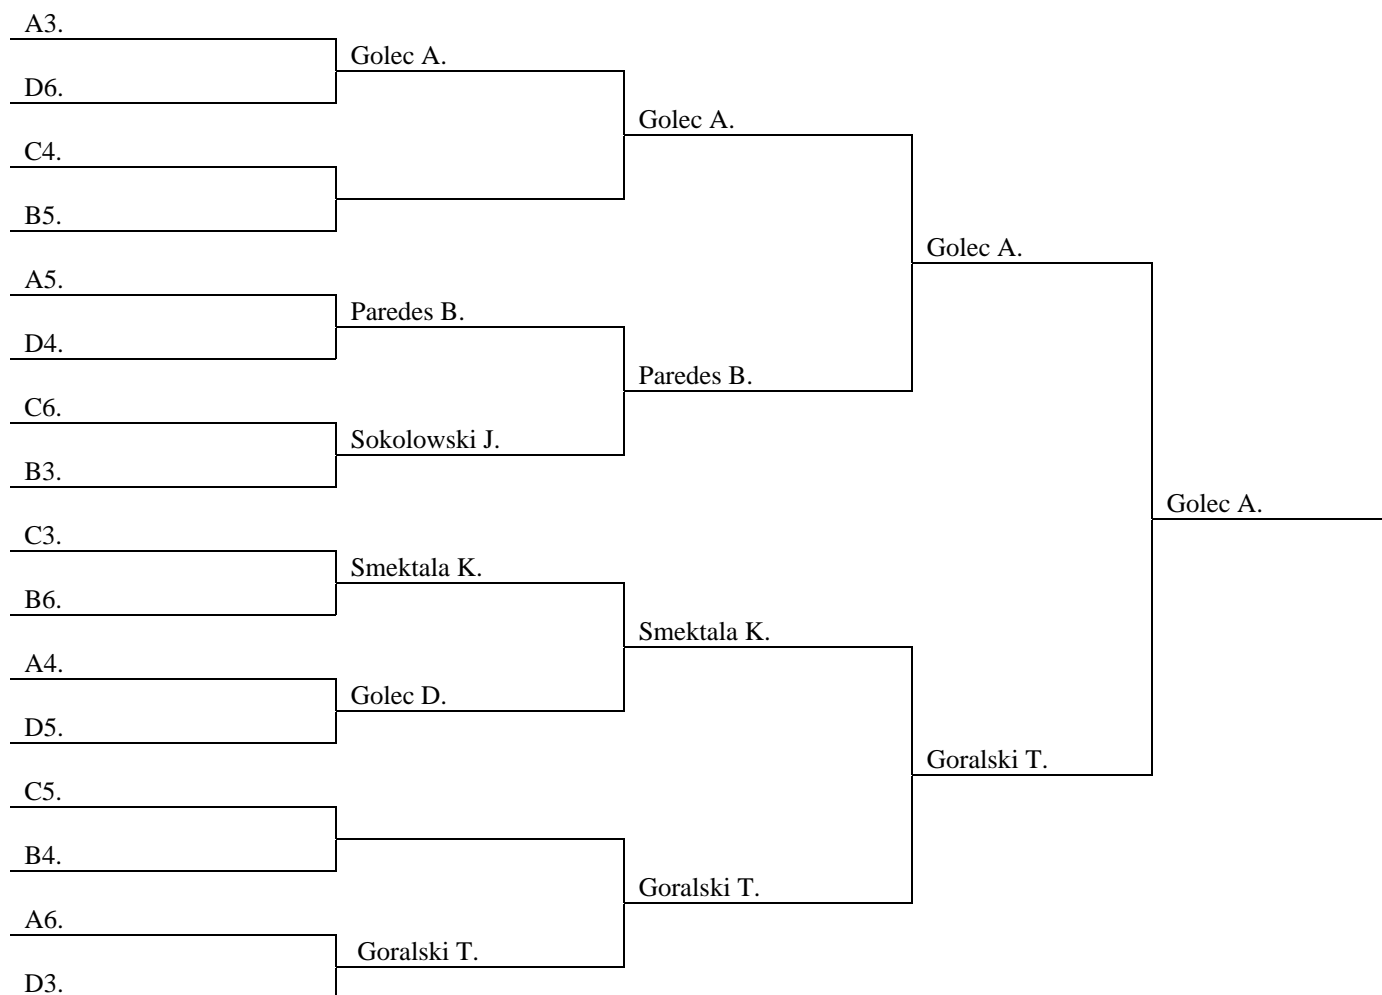 A3.
Golec A.
D6.
Golec A.
C4.
B5.
Golec A.
A5.
Paredes B.
D4.
Paredes B.
C6.
Sokolowski J.
B3.
Golec A.
C3.
Smektala K.
B6.
Smektala K.
A4.
Golec D.
D5.
Goralski T.
C5.
B4.
Goralski T.
A6.
Goralski T.
D3.